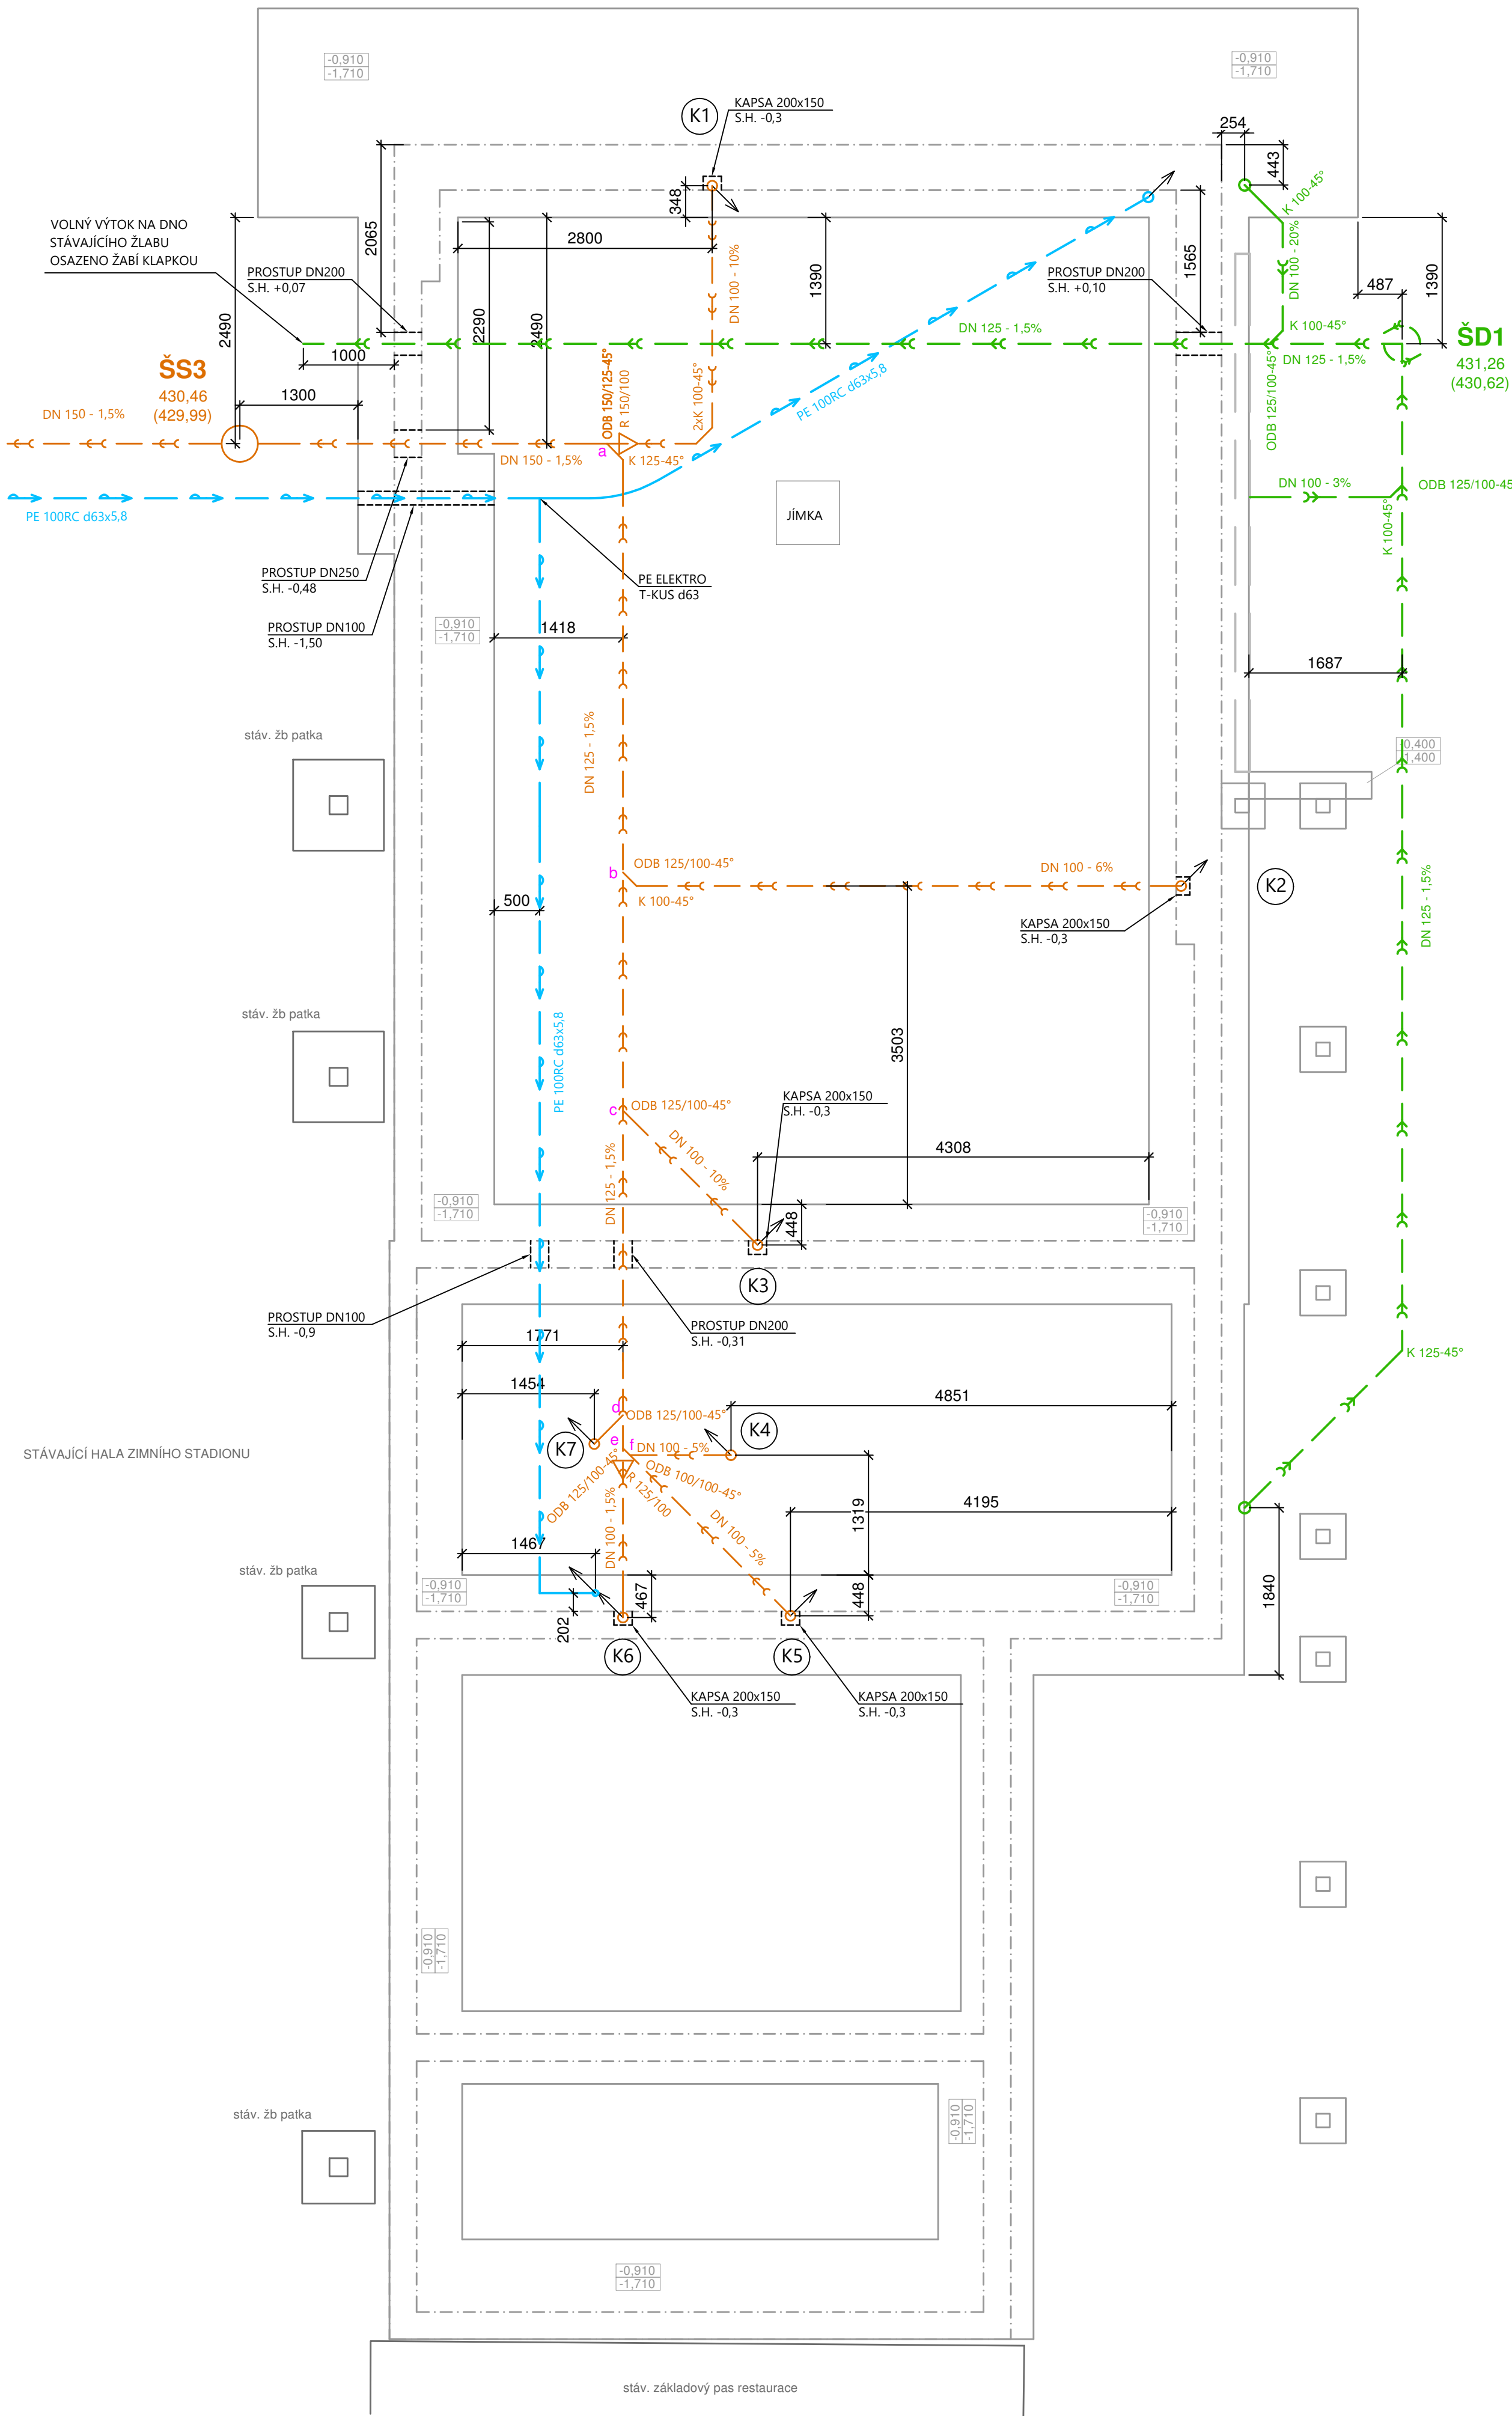 -0,910
-1,710
-0,910
-1,710
K1
KAPSA 200x150
S.H. -0,3
254
443
K 100-45°
DN 100 - 20%
348
2800
2065
2490
2290
2490
DN 100 - 10%
1390
1565
487
1390
VOLNÝ VÝTOK NA DNO
STÁVAJÍCÍHO ŽLABU
OSAZENO ŽABÍ KLAPKOU
PROSTUP DN200
S.H. +0,07
PROSTUP DN200
S.H. +0,10
DN 125 - 1,5%
K 100-45°
DN 125 - 1,5%
ŠD1
431,26
(430,62)
ODB 125/100-45°
1000
ŠS3
430,46
(429,99)
1300
DN 150 - 1,5%
ODB 150/125-45°
R 150/100
2xK 100-45°
a
K 125-45°
DN 150 - 1,5%
PE 100RC d63x5,8
PE 100RC d63x5,8
DN 100 - 3%
ODB 125/100-45
K 100-45°
JÍMKA
PROSTUP DN250
S.H. -0,48
PE ELEKTRO
T-KUS d63
PROSTUP DN100
S.H. -1,50
-0,910
-1,710
1418
1687
stáv. žb patka
DN 125 - 1,5%
-0,400
-1,400
b
ODB 125/100-45°
K 100-45°
DN 100 - 6%
K2
500
KAPSA 200x150
S.H. -0,3
DN 125 - 1,5%
stáv. žb patka
PE 100RC d63x5,8
3503
c
ODB 125/100-45°
KAPSA 200x150
S.H. -0,3
DN 100 - 10%
DN 125 - 1,5%
4308
-0,910
-1,710
448
-0,910
-1,710
K3
PROSTUP DN100
S.H. -0,9
PROSTUP DN200
S.H. -0,31
1771
K 125-45°
1454
4851
d
ODB 125/100-45°
K4
K7
e
f
DN 100 - 5%
STÁVAJÍCÍ HALA ZIMNÍHO STADIONU
ODB 125/100-45°
R 125/100
ODB 100/100-45°
4195
1319
DN 100 - 1,5%
DN 100 - 5%
1467
stáv. žb patka
-0,910
-1,710
467
448
-0,910
-1,710
1840
202
K6
K5
KAPSA 200x150
S.H. -0,3
KAPSA 200x150
S.H. -0,3
-0,910
-1,710
stáv. žb patka
-0,910
-1,710
-0,910
-1,710
stáv. základový pas restaurace